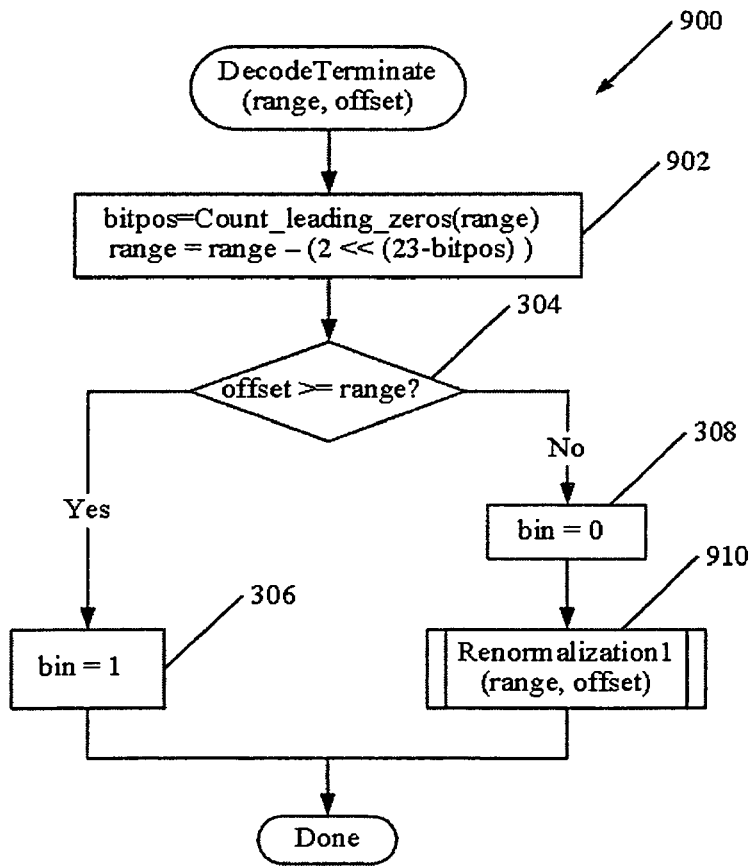 900
DecodeTerminate
(range, offset)
902
bitpos=Count_leading_zeros(range)
range = range – (2 << (23-bitpos) )
304
offset >= range?
No
308
Yes
bin = 0
910
306
bin = 1
Renormalization1
(range, offset)
Done